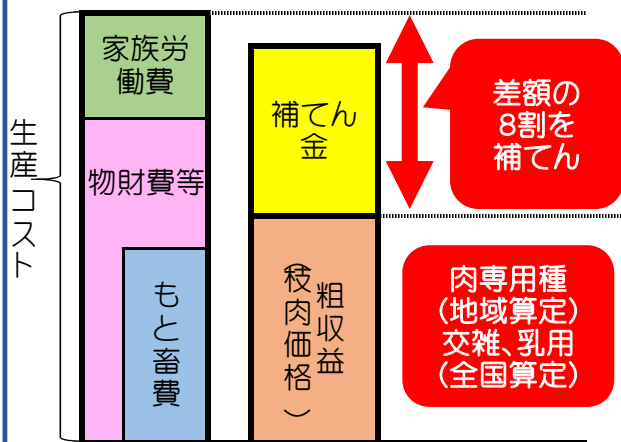 生産コスト
家族労
働費
物財費等
もと畜費
補てん
金
粗収益
（枝肉価格）
差額の
8割を
補てん
肉専用種
（地域算定）
交雑、乳用
（全国算定）